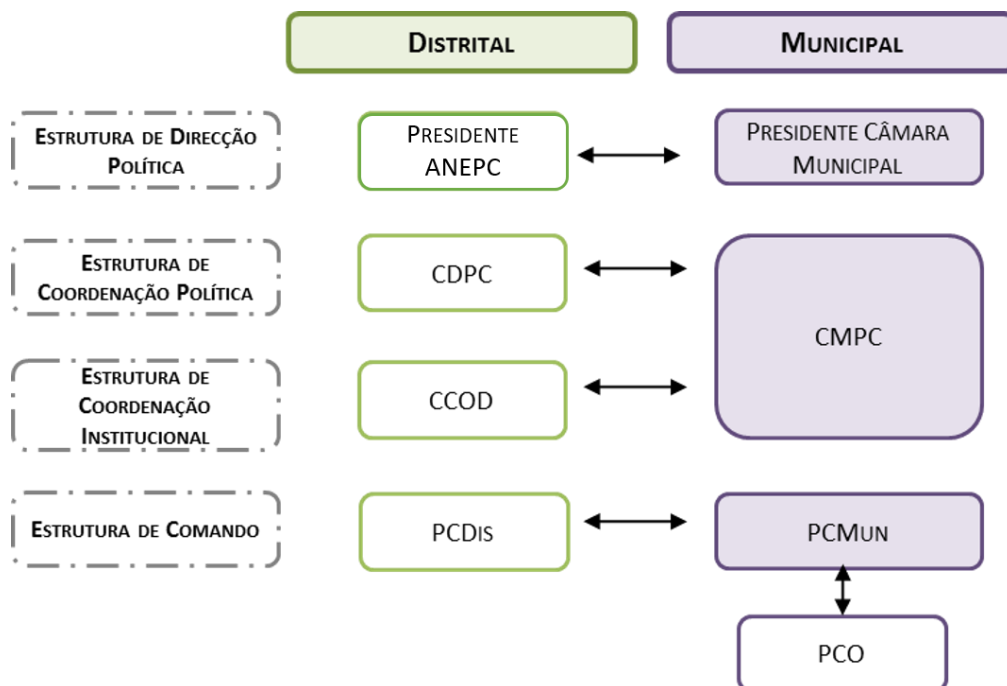 DISTRITAL
MUNICIPAL
ESTRUTURA DE DIRECÇÃO
POLÍTICA
PRESIDENTE
ANEPC
PRESIDENTE CÂMARA
MUNICIPAL
ESTRUTURA DE
COORDENAÇÃO POLÍTICA
CDPC
CMPC
ESTRUTURA DE
COORDENAÇÃO
INSTITUCIONAL
CCOD
ESTRUTURA DE COMANDO
PCDIS
PCMUN
PCO